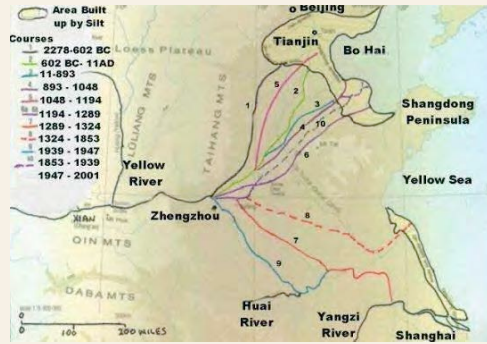 Area Built
up by Silt
Courses
2278-602 BC
602 BC- 11AD
11-893
893 - 1048
1048 - 1194
1194 - 1289
1289 - 1324
1324 - 1853
1939 - 1947
1853 - 1939
1947 - 2001
Beijing
Tianjin
Bo Hai
Loess Plateau
LULIANG MTS
TAIHANG MTS
Shangdong
Peninsula
Yellow
River
Yellow Sea
XIAN
Zhengzhou
QIN MTS
DABA MTS
1
5
2
3
4
10
6
8
7
9
Huai
River
Yangzi
River
Shanghai
0 100 200 MILES